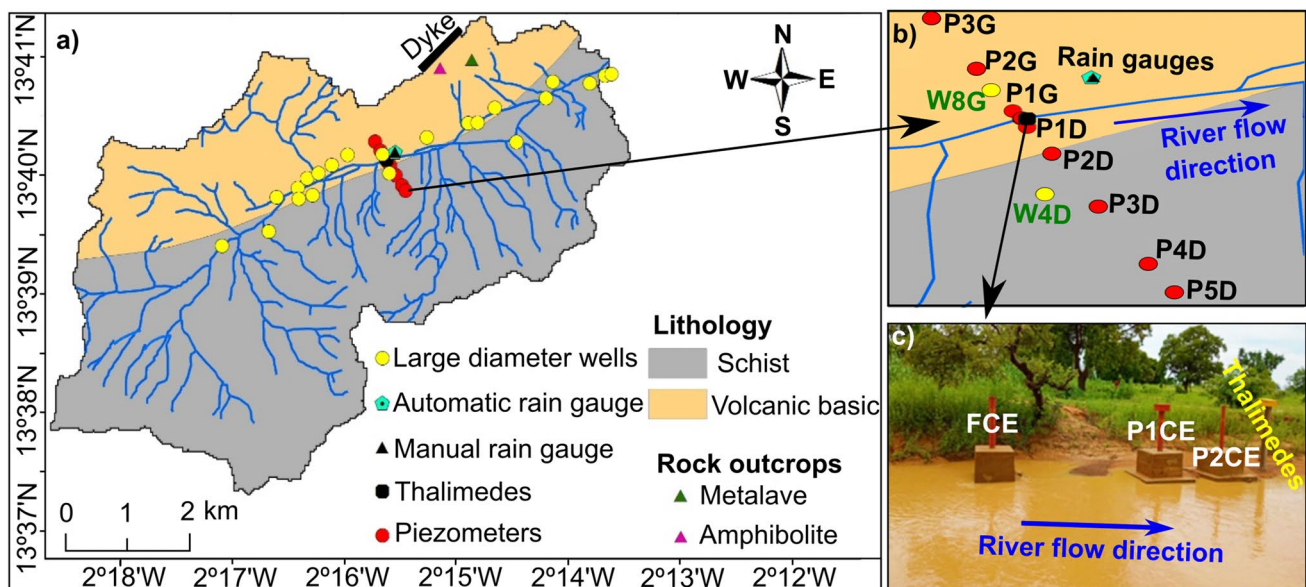 a)
Dyke
N
W E
S
13°41'N
13°40'N
13°39'N
13°38'N
13°37'N
2°18'W 2°17'W 2°16'W 2°15'W 2°14'W 2°13'W 2°12'W
0 1 2 km
Large diameter wells
Automatic rain gauge
Manual rain gauge
Thalimedes
Piezometers
Lithology
Schist
Volcanic basic
Rock outcrops
Metalave
Amphibolite
b)
P3G
P2G
Rain gauges
W8G
P1G
P1D
River flow
direction
P2D
W4D
P3D
P4D
P5D
c)
Thalimedes
FCE
P1CE
P2CE
River flow direction